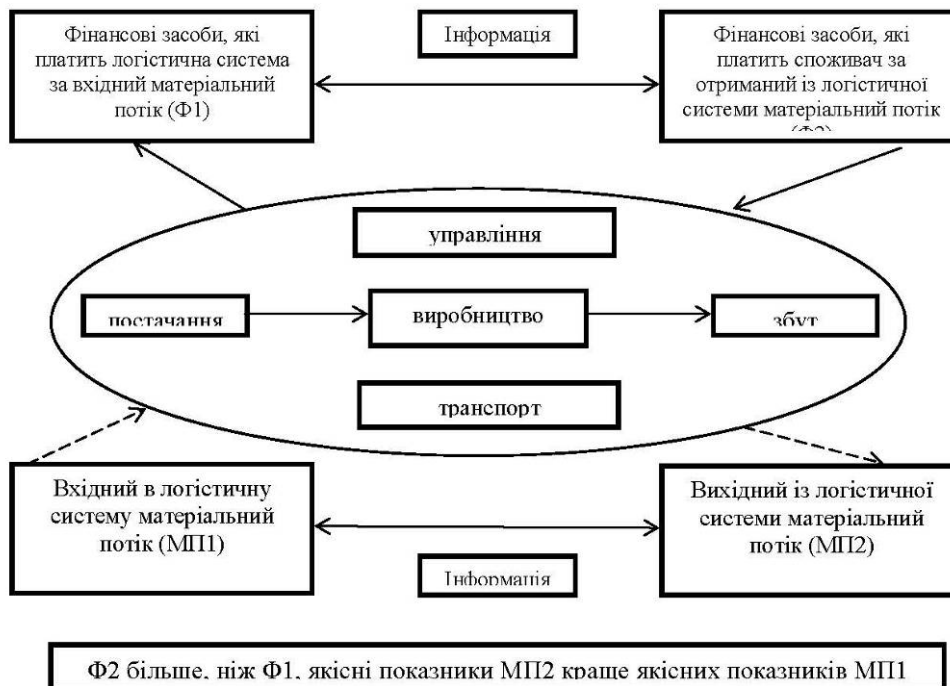 Фінансові засоби, які
платить логістична система
за вхідний матеріальний
потік (Ф1)
Інформація
Фінансові засоби, які
платить споживач за
отриманий із логістичної
системи матеріальний потік
(Ф2)
управління
постачання
виробництво
збут
транспорт
Вхідний в логістичну
систему матеріальний
потік (МП1)
Вихідний із логістичної
системи матеріальний
потік (МП2)
Інформація
Ф2 більше, ніж Ф1, якісні показники МП2 краще якісних показників МП1